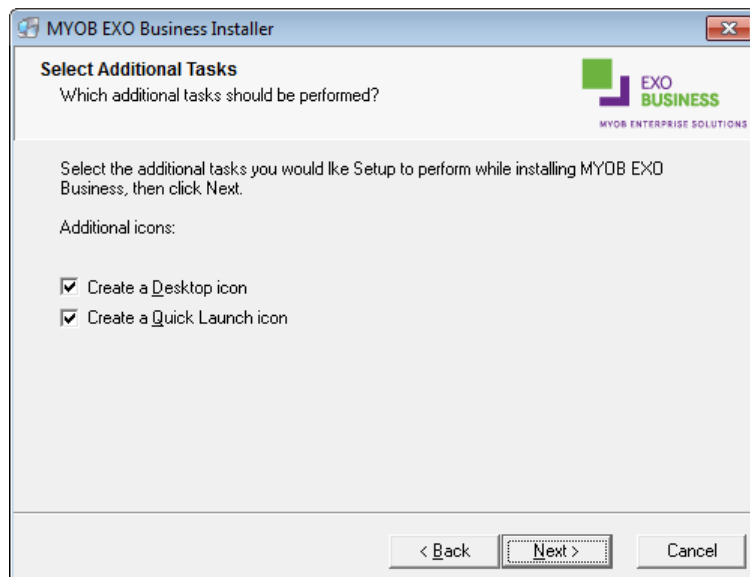 MYOB EXO Business Installer
Select Additional Tasks
Which additional tasks should be performed?
EXO
BUSINESS
MYOB ENTERPRISE SOLUTIONS
Select the additional tasks you would lke Setup to perform while installing MYOB EXO
Business, then click Next.
Additional icons:
Create a Desktop icon
Create a Quick Launch icon
< Back
Next >
Cancel